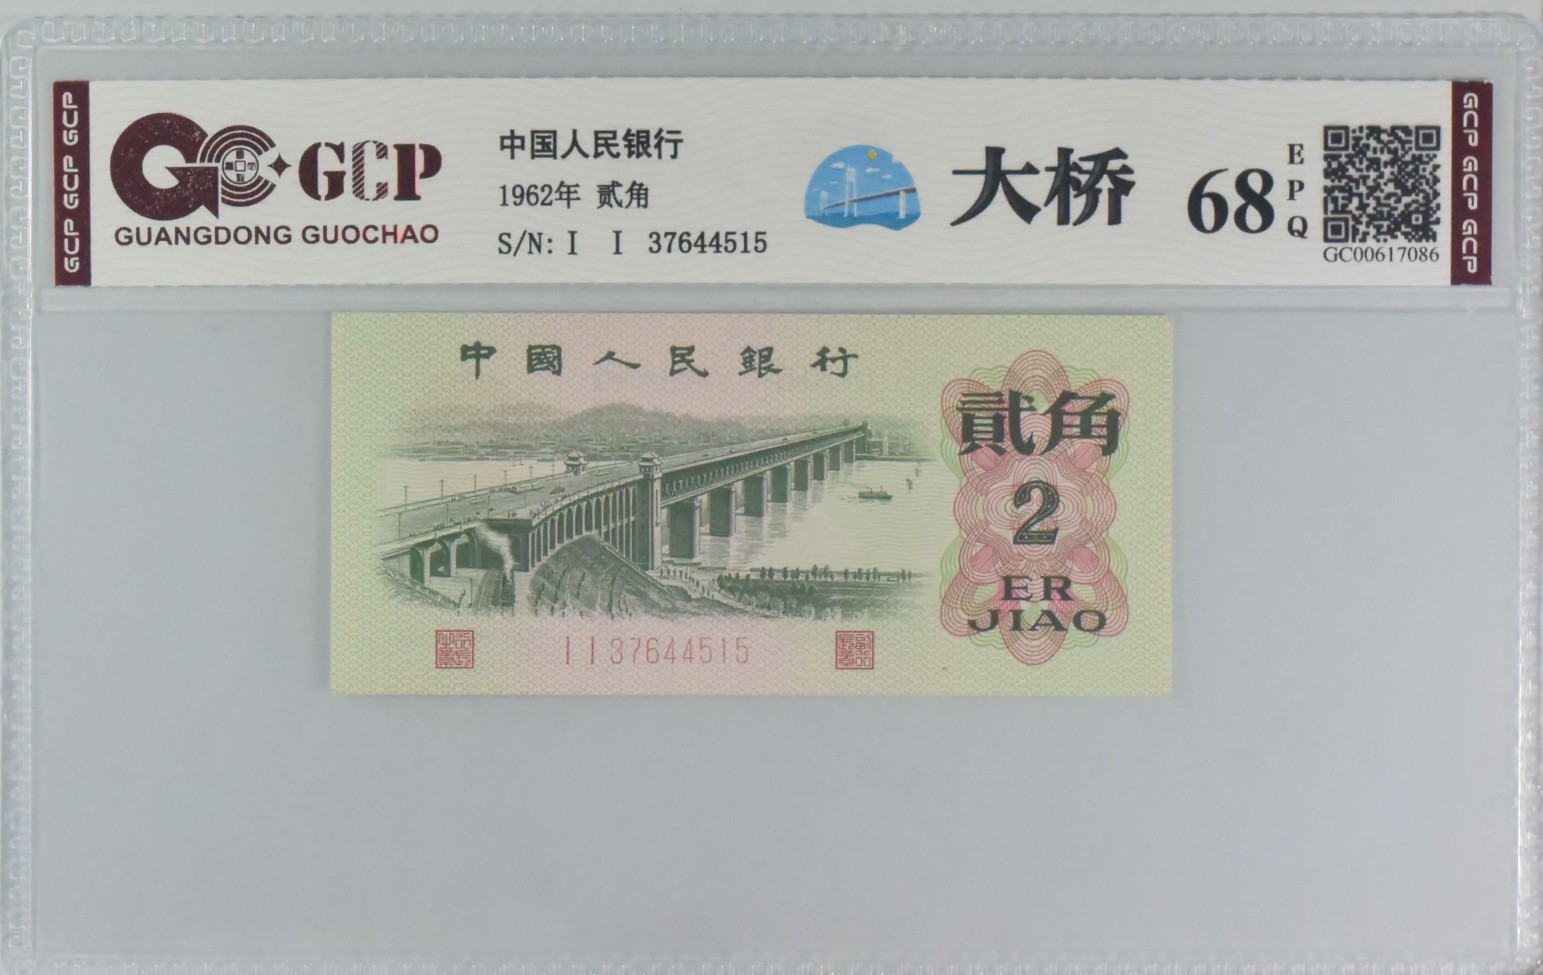 GCP GCP GCP
GCP
GUANGDONG GUOCHAO
中国人民银行
1962年 贰角
S/N: I I 37644515
大桥
68
EPQ
GC00617086
GCP GCP GCP
中國人民銀行
貳角
2
ER
JIAO
I I 37644515